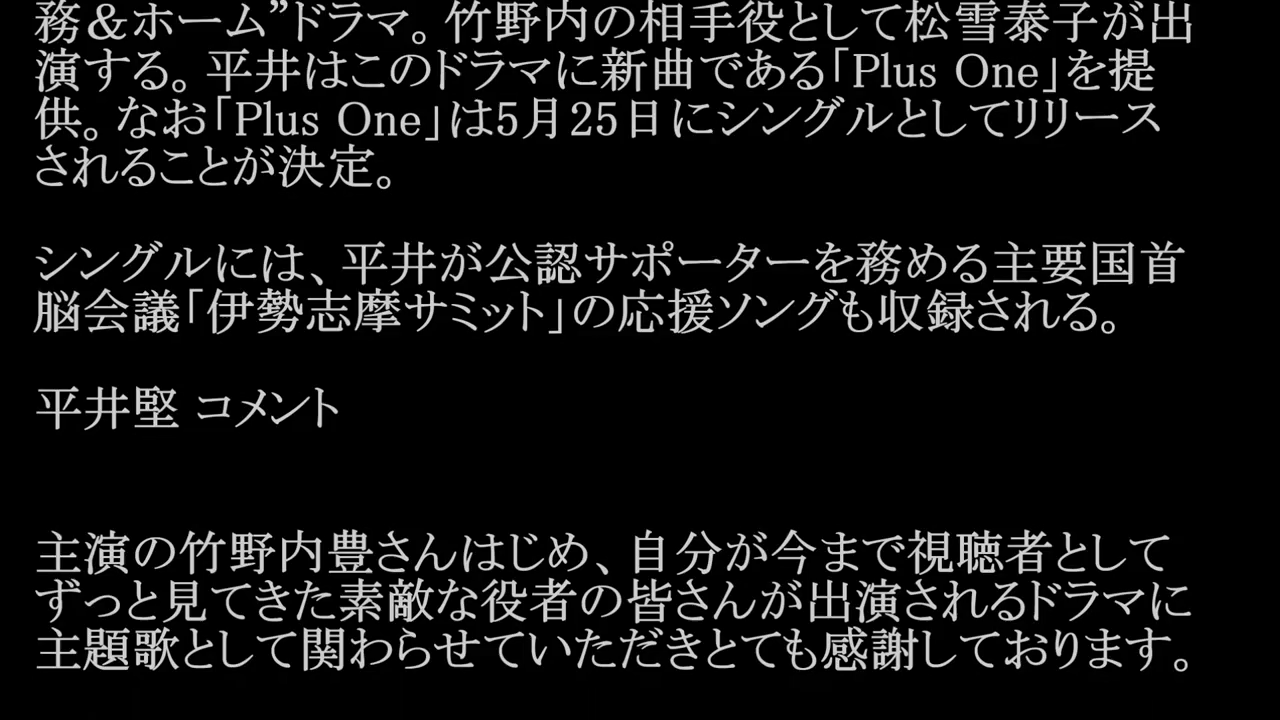 務＆ホーム”ドラマ。竹野内の相手役として松雪泰子が出
演する。平井はこのドラマに新曲である「Plus One」を提
供。なお「Plus One」は5月25日にシングルとしてリリース
されることが決定。
シングルには、平井が公認サポーターを務める主要国首
脳会議「伊勢志摩サミット」の応援ソングも収録される。
平井堅 コメント
主演の竹野内豊さんはじめ、自分が今まで視聴者として
ずっと見てきた素敵な役者の皆さんが出演されるドラマに
主題歌として関わらせていただきとても感謝しております。